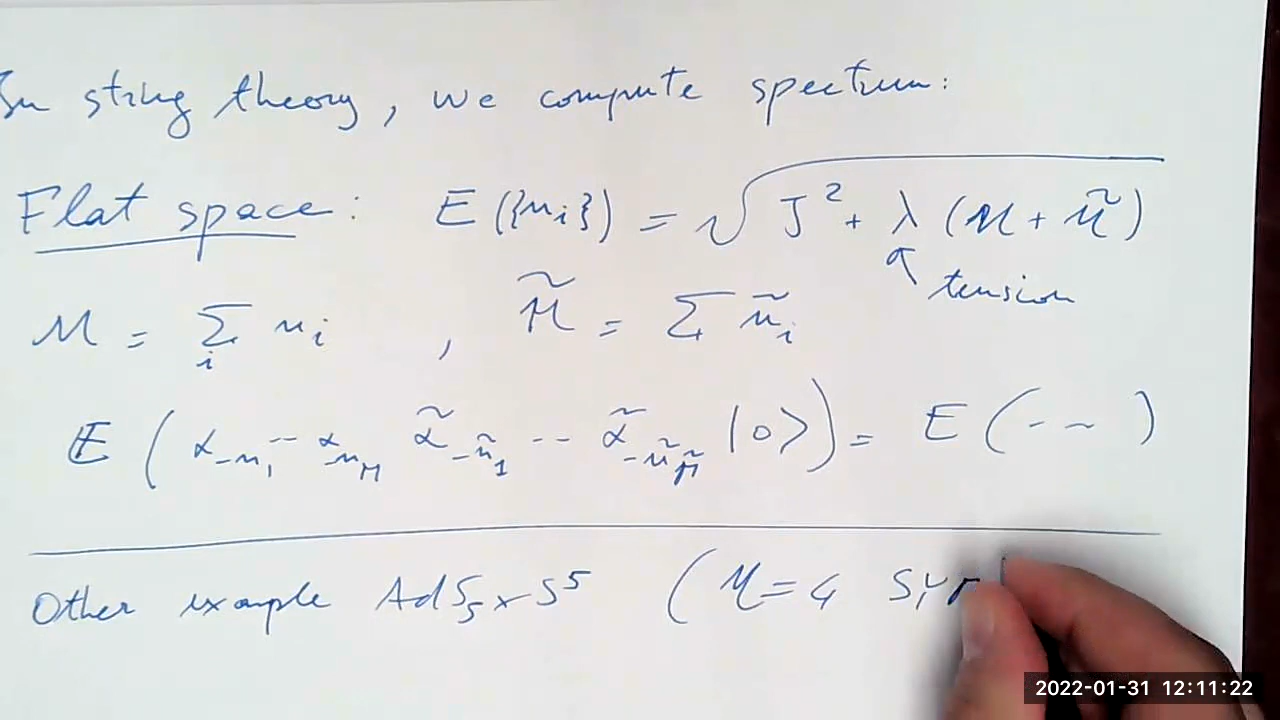 In string theory, we compute spectrum:
Flat space: E({n_i}) = √(J² + λ(N + Ñ))
tension
N = Σ_i n_i , Ñ = Σ ñ_i
E(α_{-n_1} -- α_{-n_M} α̃_{-ñ_1} -- α̃_{-ñ_M̃} |0⟩) = E(-- ~)
Other example AdS_5 × S^5 (N=4 SYM
2022-01-31 12:11:22